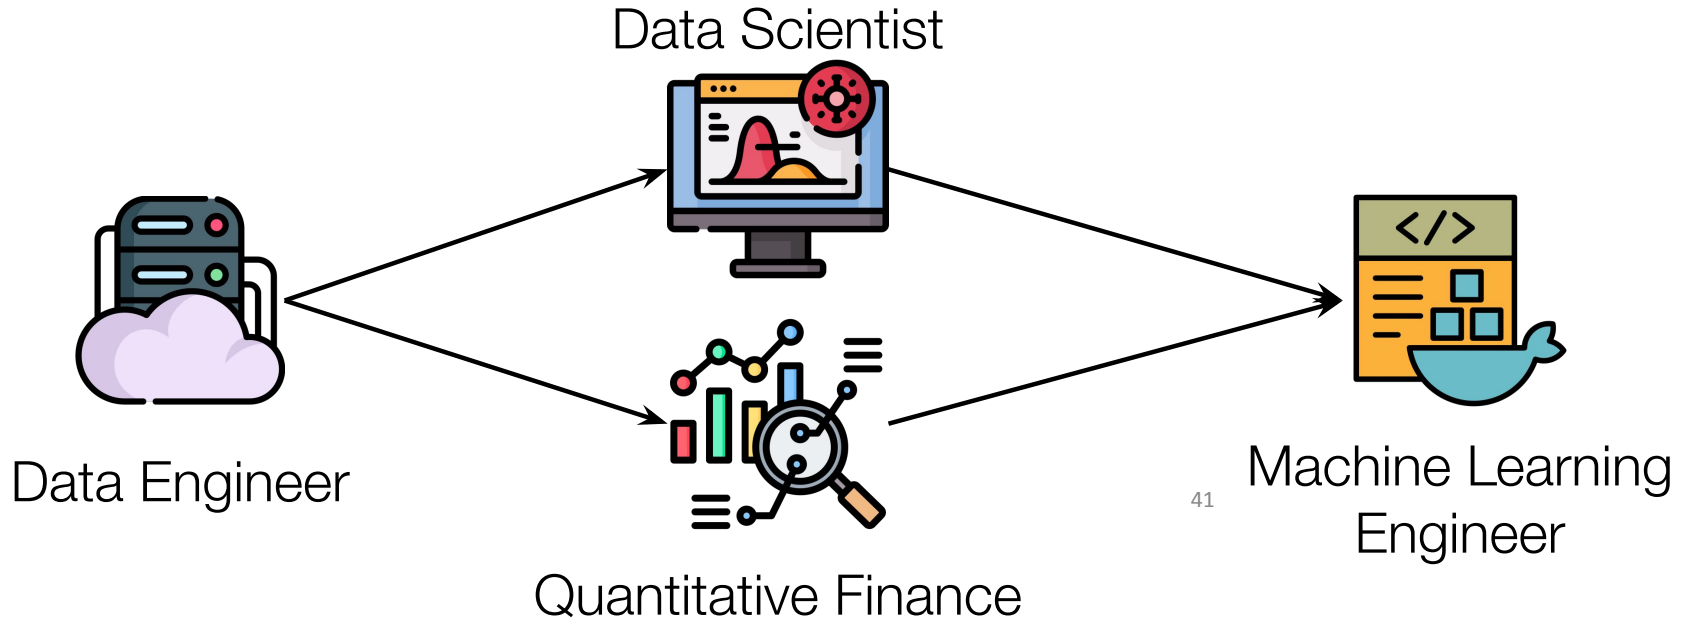 Data Scientist
</>
Data Engineer
Quantitative Finance
41
Machine Learning
Engineer